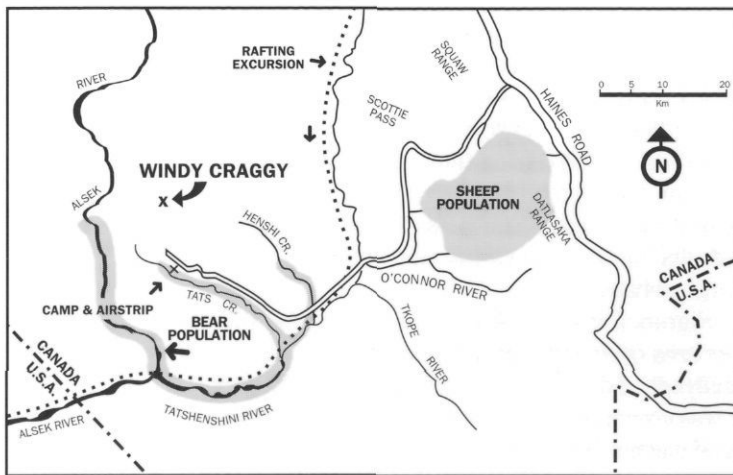 RAFTING
EXCURSION
SQUAW
RANGE
SCOTTIE
PASS
HAINES ROAD
0 5 10 20
Km
N
RIVER
ALSEK
WINDY CRAGGY
X
SHEEP
POPULATION
DATLASAKA
RANGE
HENSHI CR.
O'CONNOR RIVER
CANADA
U.S.A.
TATS CR.
CAMP & AIRSTRIP
BEAR
POPULATION
TKOPE
RIVER
CANADA
U.S.A.
ALSEK RIVER
TATSHENSHINI RIVER